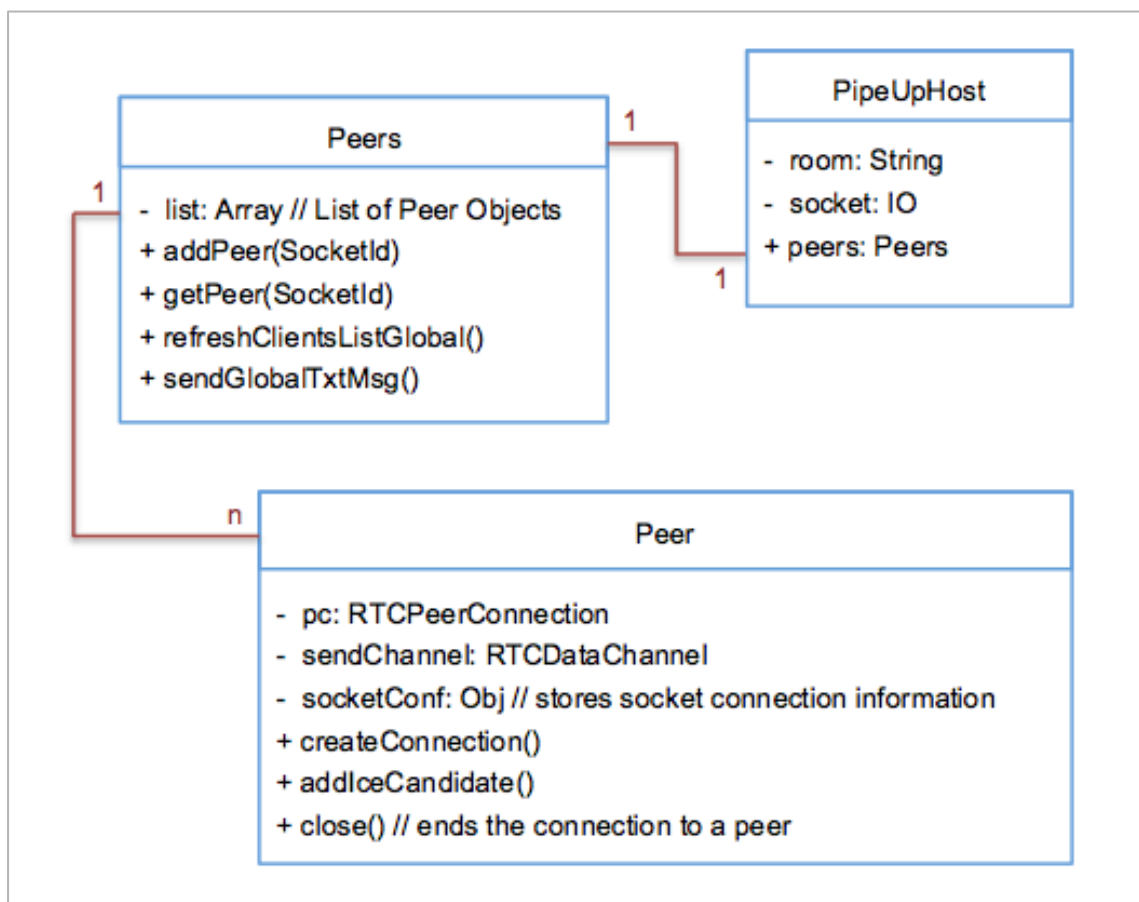 PipeUpHost
- room: String
- socket: IO
+ peers: Peers
1
1
Peers
- list: Array // List of Peer Objects
+ addPeer(SocketId)
+ getPeer(SocketId)
+ refreshClientsListGlobal()
+ sendGlobalTxtMsg()
1
n
Peer
- pc: RTCPeerConnection
- sendChannel: RTCDataChannel
- socketConf: Obj // stores socket connection information
+ createConnection()
+ addIceCandidate()
+ close() // ends the connection to a peer